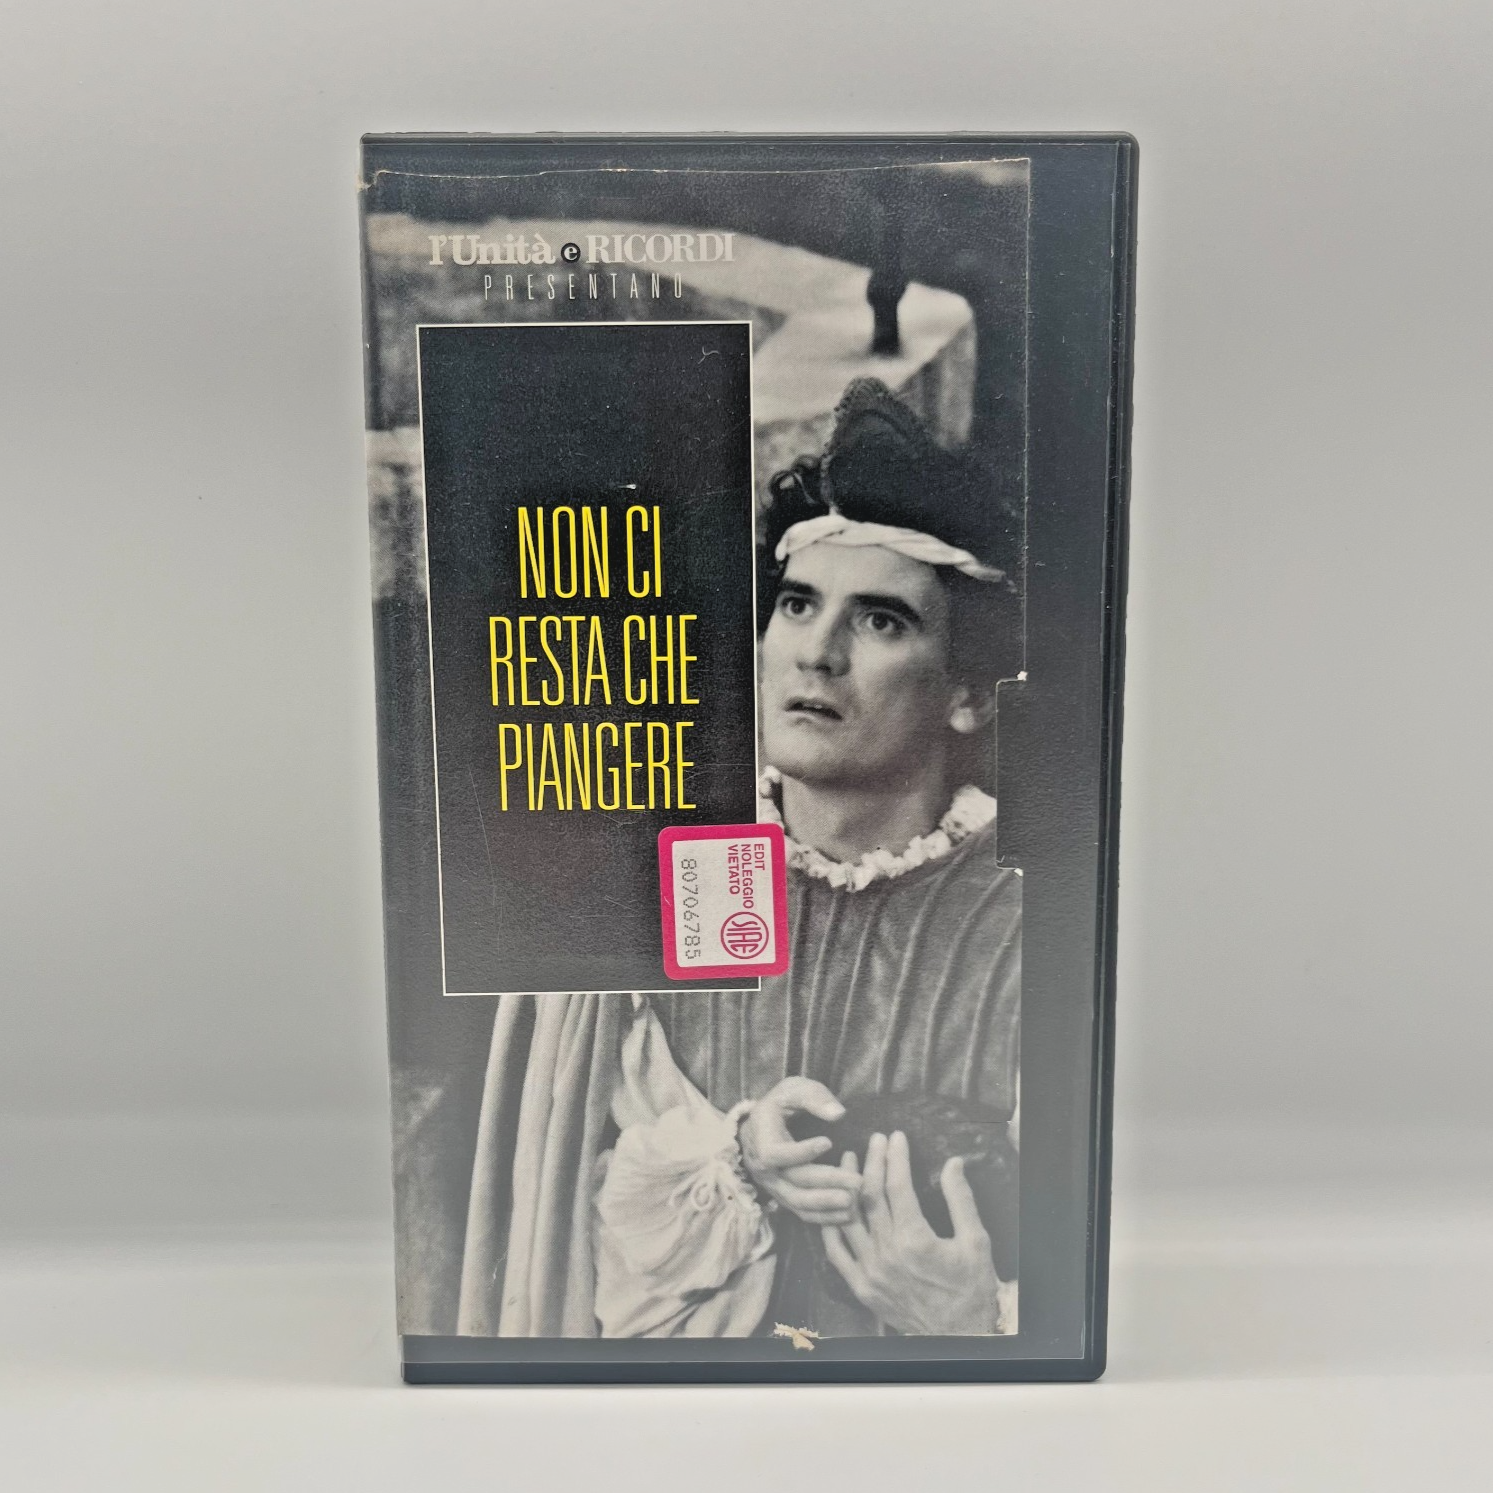 l'Unità e RICORDI
PRESENTANO
NON CI
RESTA CHE
PIANGERE
EDIT
NOLEGGIO
VIETATO
SIAE
80706785